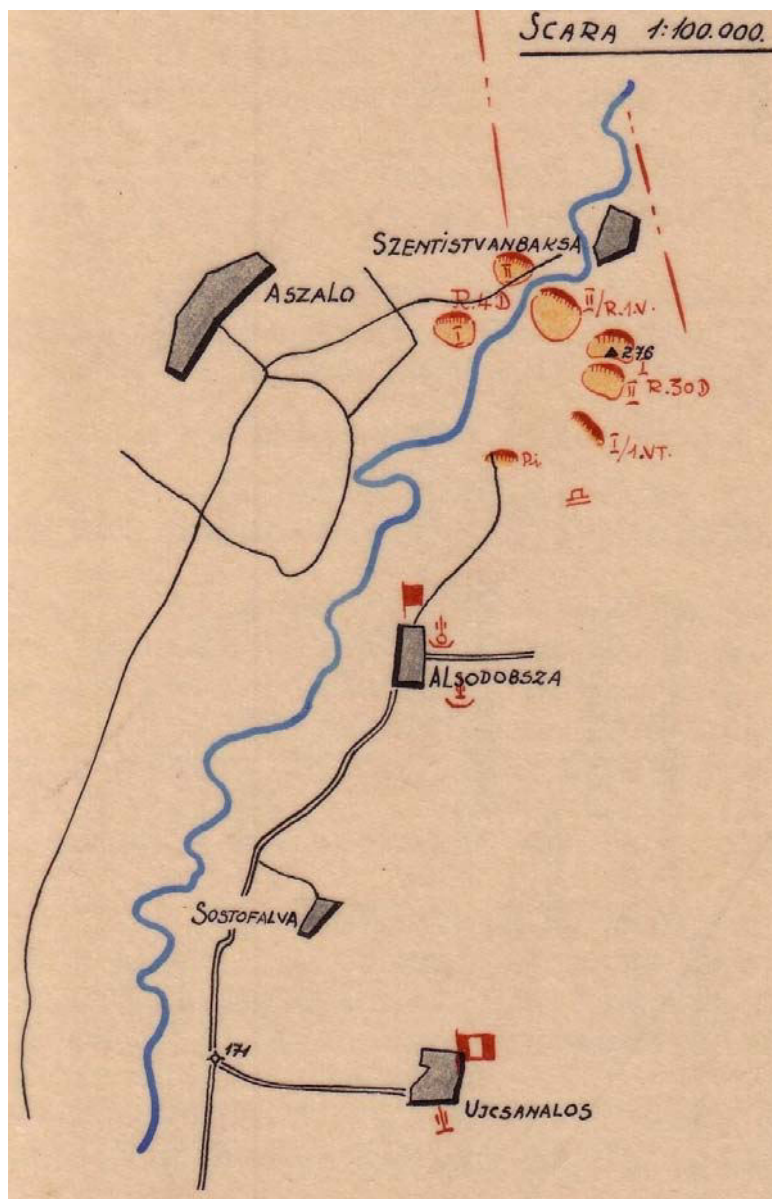 SCARA 1:100.000.
SZENTISTVANBAKSA
ASZALO
II
R.4D
I
II/R.1.V.
276
I
II R.30D
I/1.VT.
Pi
ALSODOBSZA
SOSTOFALVA
171
UJCSANALOS